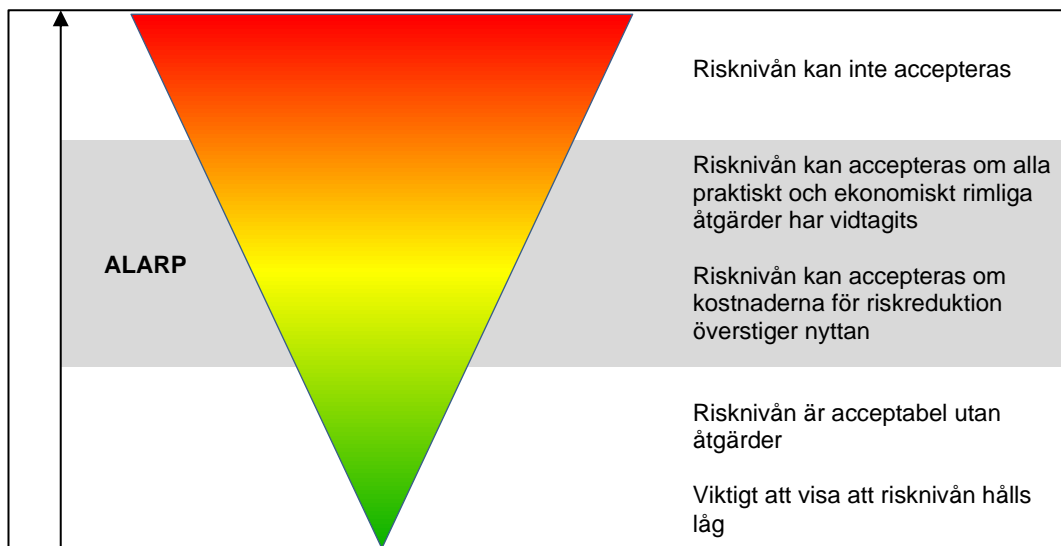 Risknivån kan inte accepteras
Risknivån kan accepteras om alla
praktiskt och ekonomiskt rimliga
åtgärder har vidtagits
ALARP
Risknivån kan accepteras om
kostnaderna för riskreduktion
överstiger nyttan
Risknivån är acceptabel utan
åtgärder
Viktigt att visa att risknivån hålls
låg